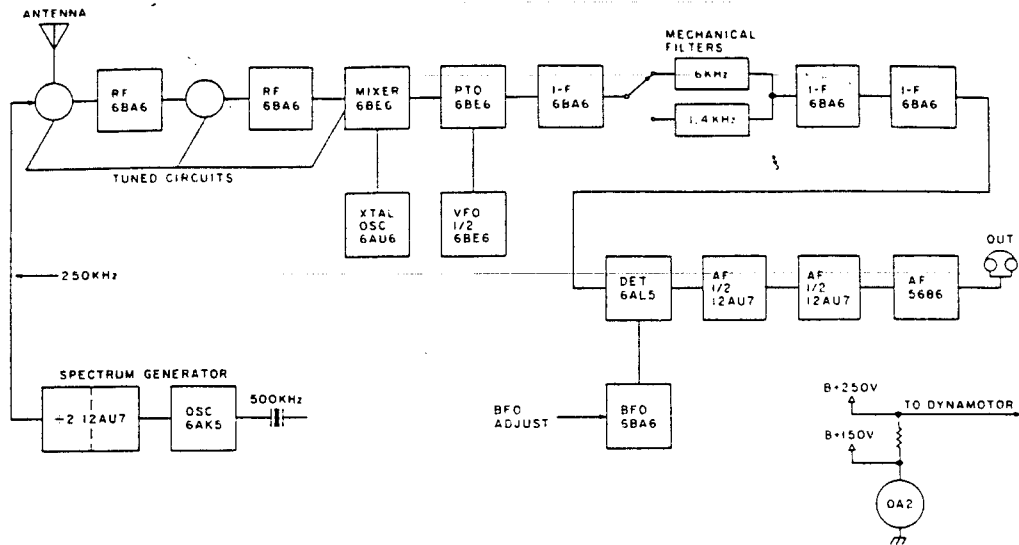 ANTENNA
RF
6BA6
RF
6BA6
MIXER
6BE6
PTO
6BE6
I-F
6BA6
MECHANICAL
FILTERS
6KHz
1.4KHz
I-F
6BA6
I-F
6BA6
TUNED CIRCUITS
XTAL
OSC
6AU6
VFO
1/2
6BE6
250KHz
DET
6AL5
AF
1/2
12AU7
AF
1/2
12AU7
AF
5686
OUT
SPECTRUM GENERATOR
÷2 12AU7
OSC
6AK5
500KHz
BFO
ADJUST
BFO
6BA6
B+250V
TO DYNAMOTOR
B+150V
OA2